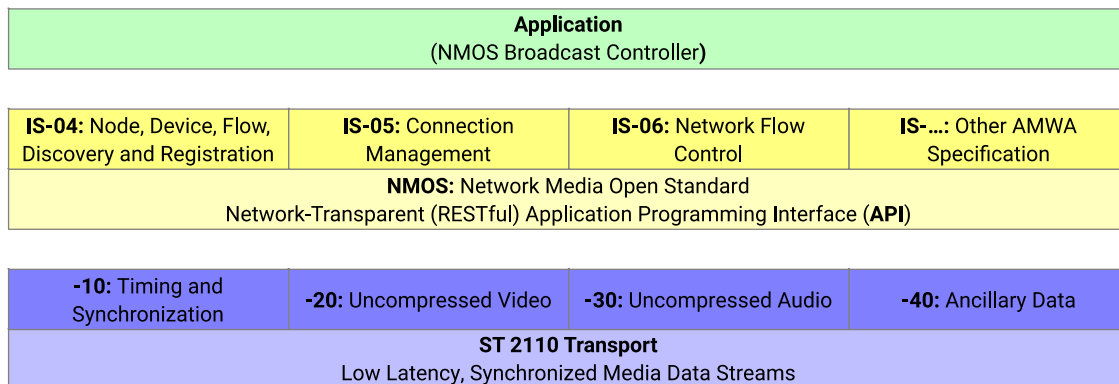 Application
(NMOS Broadcast Controller)
IS-04: Node, Device, Flow,
Discovery and Registration
IS-05: Connection
Management
IS-06: Network Flow
Control
IS-...: Other AMWA
Specification
NMOS: Network Media Open Standard
Network-Transparent (RESTful) Application Programming Interface (API)
-10: Timing and
Synchronization
-20: Uncompressed Video
-30: Uncompressed Audio
-40: Ancillary Data
ST 2110 Transport
Low Latency, Synchronized Media Data Streams